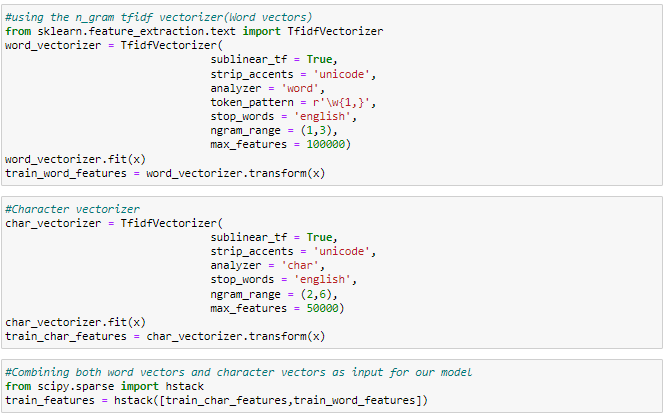 #using the n_gram tfidf vectorizer(Word vectors)
from sklearn.feature_extraction.text import TfidfVectorizer
word_vectorizer = TfidfVectorizer(
                                sublinear_tf = True,
                                strip_accents = 'unicode',
                                analyzer = 'word',
                                token_pattern = r'\w{1,}',
                                stop_words = 'english',
                                ngram_range = (1,3),
                                max_features = 100000)
word_vectorizer.fit(x)
train_word_features = word_vectorizer.transform(x)
#Character vectorizer
char_vectorizer = TfidfVectorizer(
                                sublinear_tf = True,
                                strip_accents = 'unicode',
                                analyzer = 'char',
                                stop_words = 'english',
                                ngram_range = (2,6),
                                max_features = 50000)
char_vectorizer.fit(x)
train_char_features = char_vectorizer.transform(x)
#Combining both word vectors and character vectors as input for our model
from scipy.sparse import hstack
train_features = hstack([train_char_features,train_word_features])